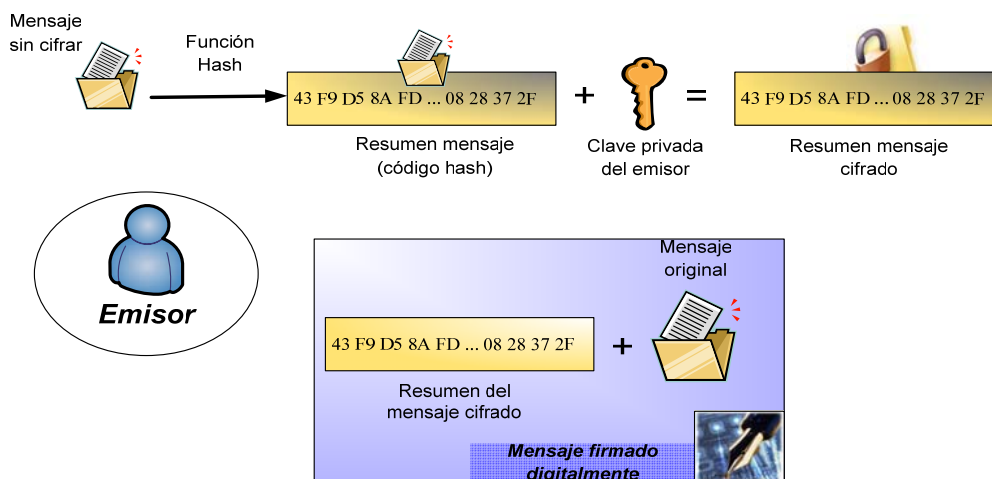 Mensaje
sin cifrar
Función
Hash
43 F9 D5 8A FD ... 08 28 37 2F
+
=
43 F9 D5 8A FD ... 08 28 37 2F
Resumen mensaje
(código hash)
Clave privada
del emisor
Resumen mensaje
cifrado
Emisor
Mensaje
original
43 F9 D5 8A FD ... 08 28 37 2F
+
Resumen del
mensaje cifrado
Mensaje firmado
digitalmente